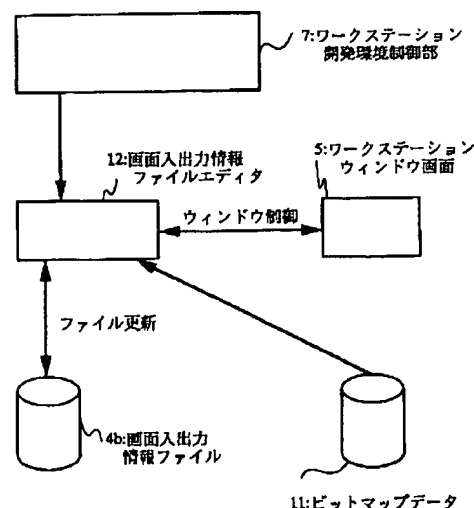 7:ワークステーション
開発環境制御部
12:画面入出力情報
ファイルエディタ
5:ワークステーション
ウィンドウ画面
ウィンドウ制御
ファイル更新
4b:画面入出力
情報ファイル
11:ビットマップデータ